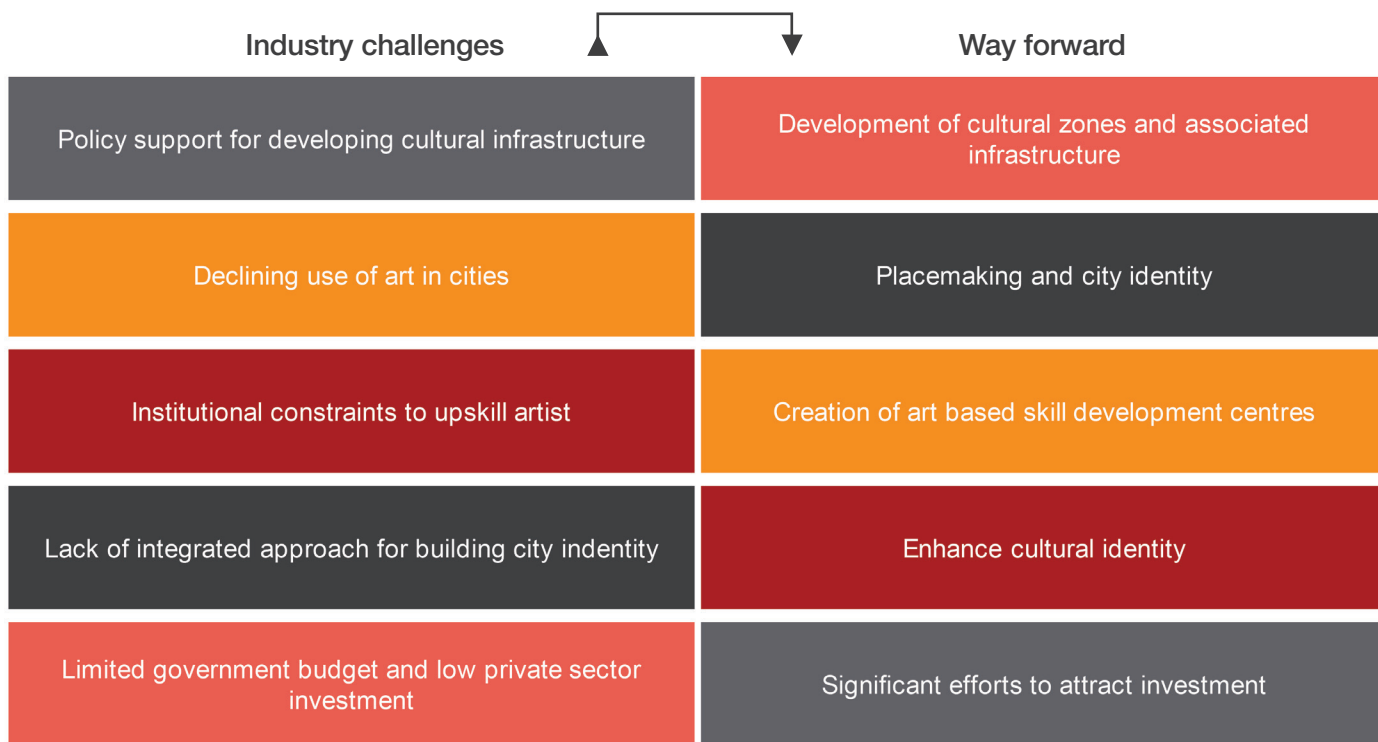 Industry challenges
Way forward
Policy support for developing cultural infrastructure
Development of cultural zones and associated
infrastructure
Declining use of art in cities
Placemaking and city identity
Institutional constraints to upskill artist
Creation of art based skill development centres
Lack of integrated approach for building city indentity
Enhance cultural identity
Limited government budget and low private sector
investment
Significant efforts to attract investment